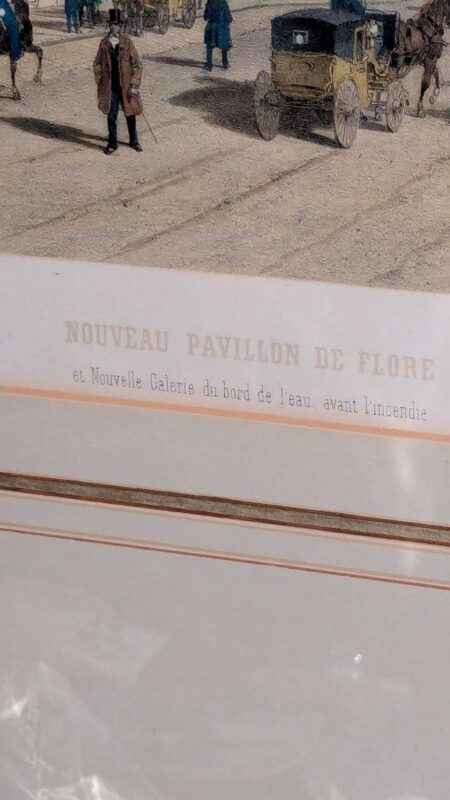 NOUVEAU PAVILLON DE FLORE
et Nouvelle Galerie du bord de l'eau, avant l'incendie